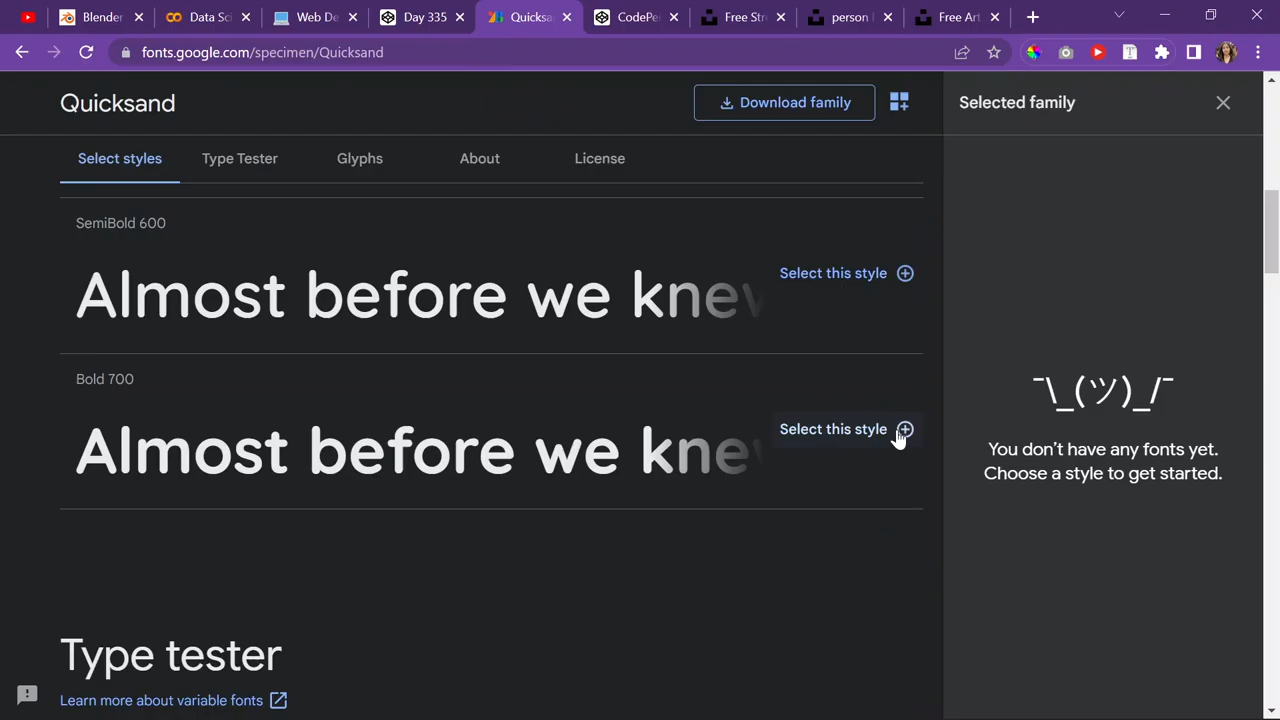 Blender
Data Sci
Web De
Day 335
Quicksa
CodePe
Free Str
person
Free Art
fonts.google.com/specimen/Quicksand
Quicksand
Download family
Selected family
Select styles
Type Tester
Glyphs
About
License
SemiBold 600
Almost before we knew
Select this style
Bold 700
Almost before we knew
Select this style
¯\_(ツ)_/¯
You don’t have any fonts yet.
Choose a style to get started.
Type tester
Learn more about variable fonts